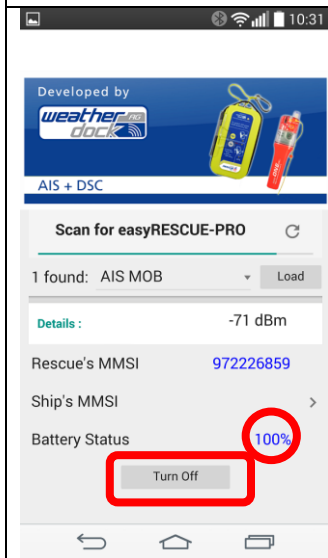 10:31
Developed by
weather AG
dock
AIS + DSC
Scan for easyRESCUE-PRO
1 found: AIS MOB Load
Details : -71 dBm
Rescue's MMSI 972226859
Ship's MMSI >
Battery Status 100%
Turn Off